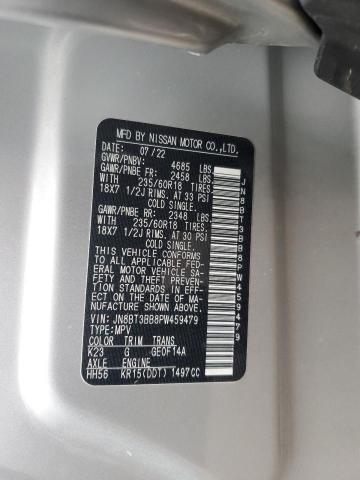 MFD BY NISSAN MOTOR CO.,LTD.
DATE: 07/22
GVWR/PNBV: 4685 LBS
GAWR/PNBE FR: 2458 LBS
WITH 235/60R18 TIRES
18X7 1/2J RIMS, AT 33 PSI
COLD SINGLE.
GAWR/PNBE RR: 2348 LBS
WITH 235/60R18 TIRES
18X7 1/2J RIMS, AT 30 PSI
COLD SINGLE.
THIS VEHICLE CONFORMS
TO ALL APPLICABLE FED-
ERAL MOTOR VEHICLE SA-
FETY AND THEFT PREVEN-
TION STANDARDS IN EFF-
ECT ON THE DATE OF MAN-
UFACTURE SHOWN ABOVE.
VIN: JN8BT3BB8PW459479
TYPE:MPV
COLOR TRIM TRANS
K23 G GE0F14A
AXLE ENGINE
HH56 KR15(DDT) 1497CC
JN8BT3BB8PW459479